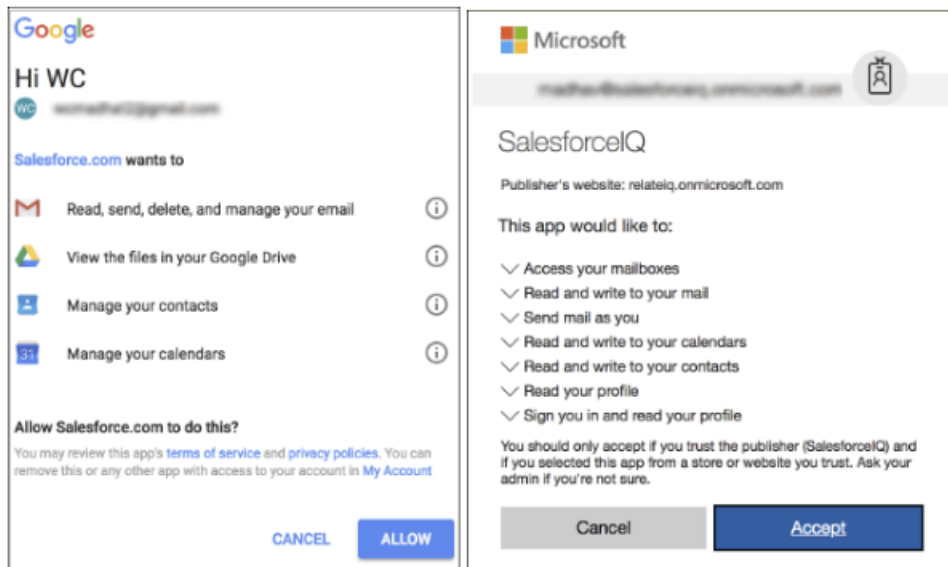 Google
Hi WC
WC
Salesforce.com wants to
Read, send, delete, and manage your email
View the files in your Google Drive
Manage your contacts
31
Manage your calendars
Allow Salesforce.com to do this?
You may review this app's terms of service and privacy policies. You can
remove this or any other app with access to your account in My Account
CANCEL
ALLOW
Microsoft
SalesforceIQ
Publisher's website: relateiq.onmicrosoft.com
This app would like to:
Access your mailboxes
Read and write to your mail
Send mail as you
Read and write to your calendars
Read and write to your contacts
Read your profile
Sign you in and read your profile
You should only accept if you trust the publisher (SalesforceIQ) and
if you selected this app from a store or website you trust. Ask your
admin if you're not sure.
Cancel
Accept